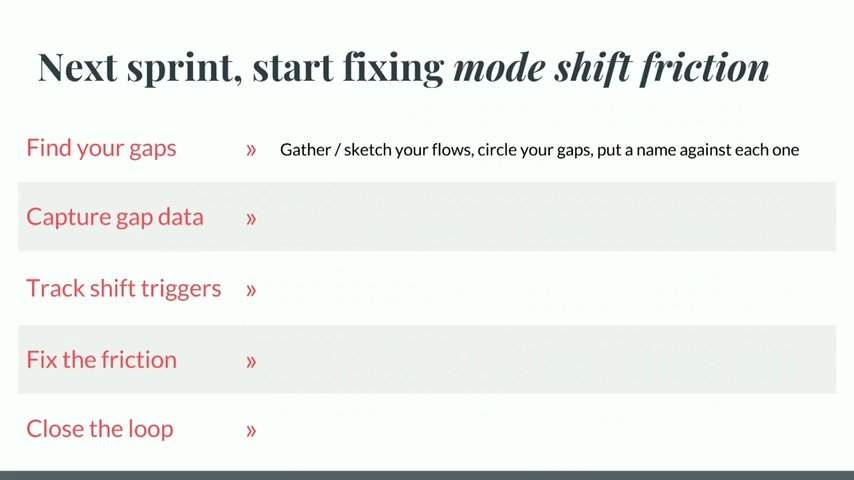 Next sprint, start fixing mode shift friction
Find your gaps » Gather / sketch your flows, circle your gaps, put a name against each one
Capture gap data »
Track shift triggers »
Fix the friction »
Close the loop »